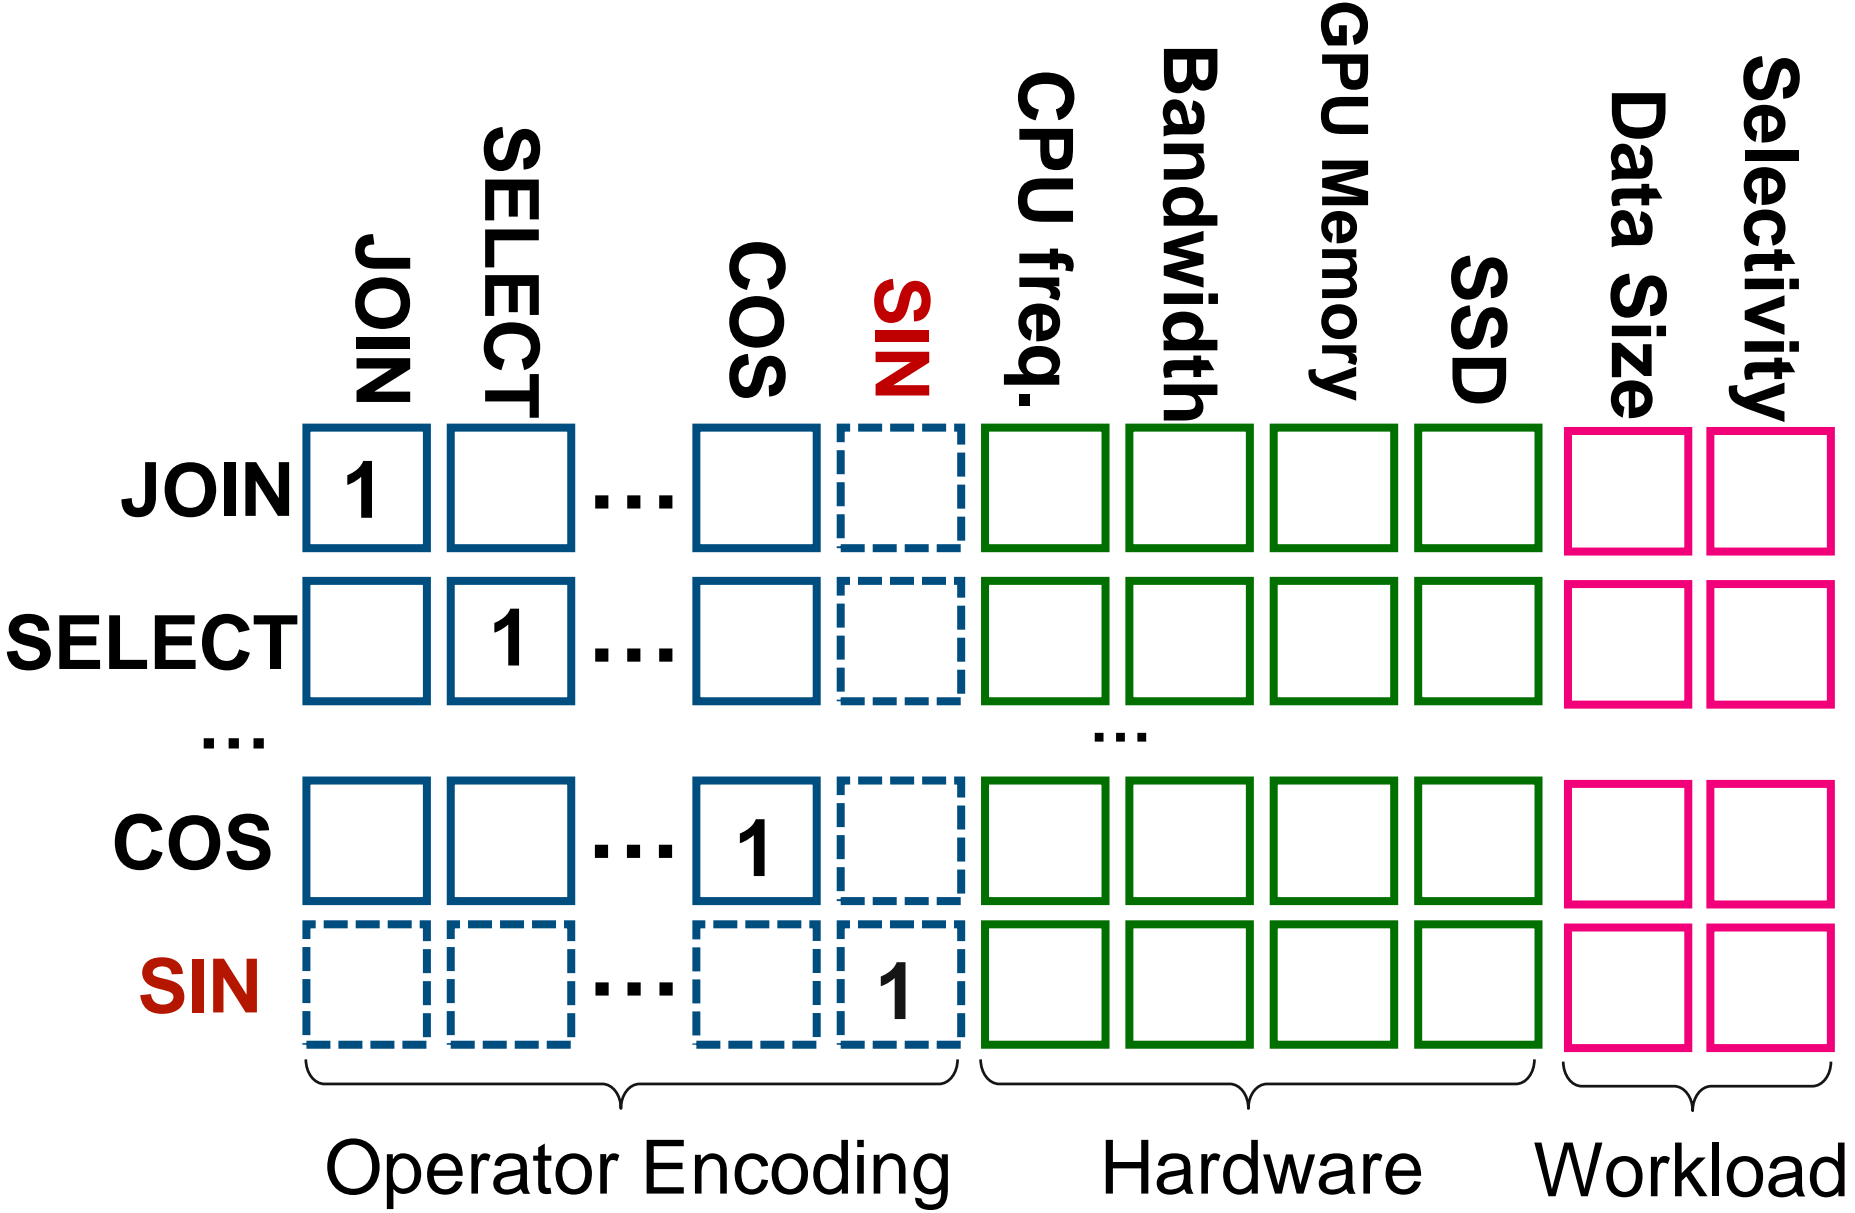 JOIN
SELECT
COS
SIN
CPU freq.
Bandwidth
GPU Memory
SSD
Data Size
Selectivity
JOIN 1 ...
SELECT 1 ...
... ...
COS ... 1
SIN ... 1
Operator Encoding
Hardware
Workload